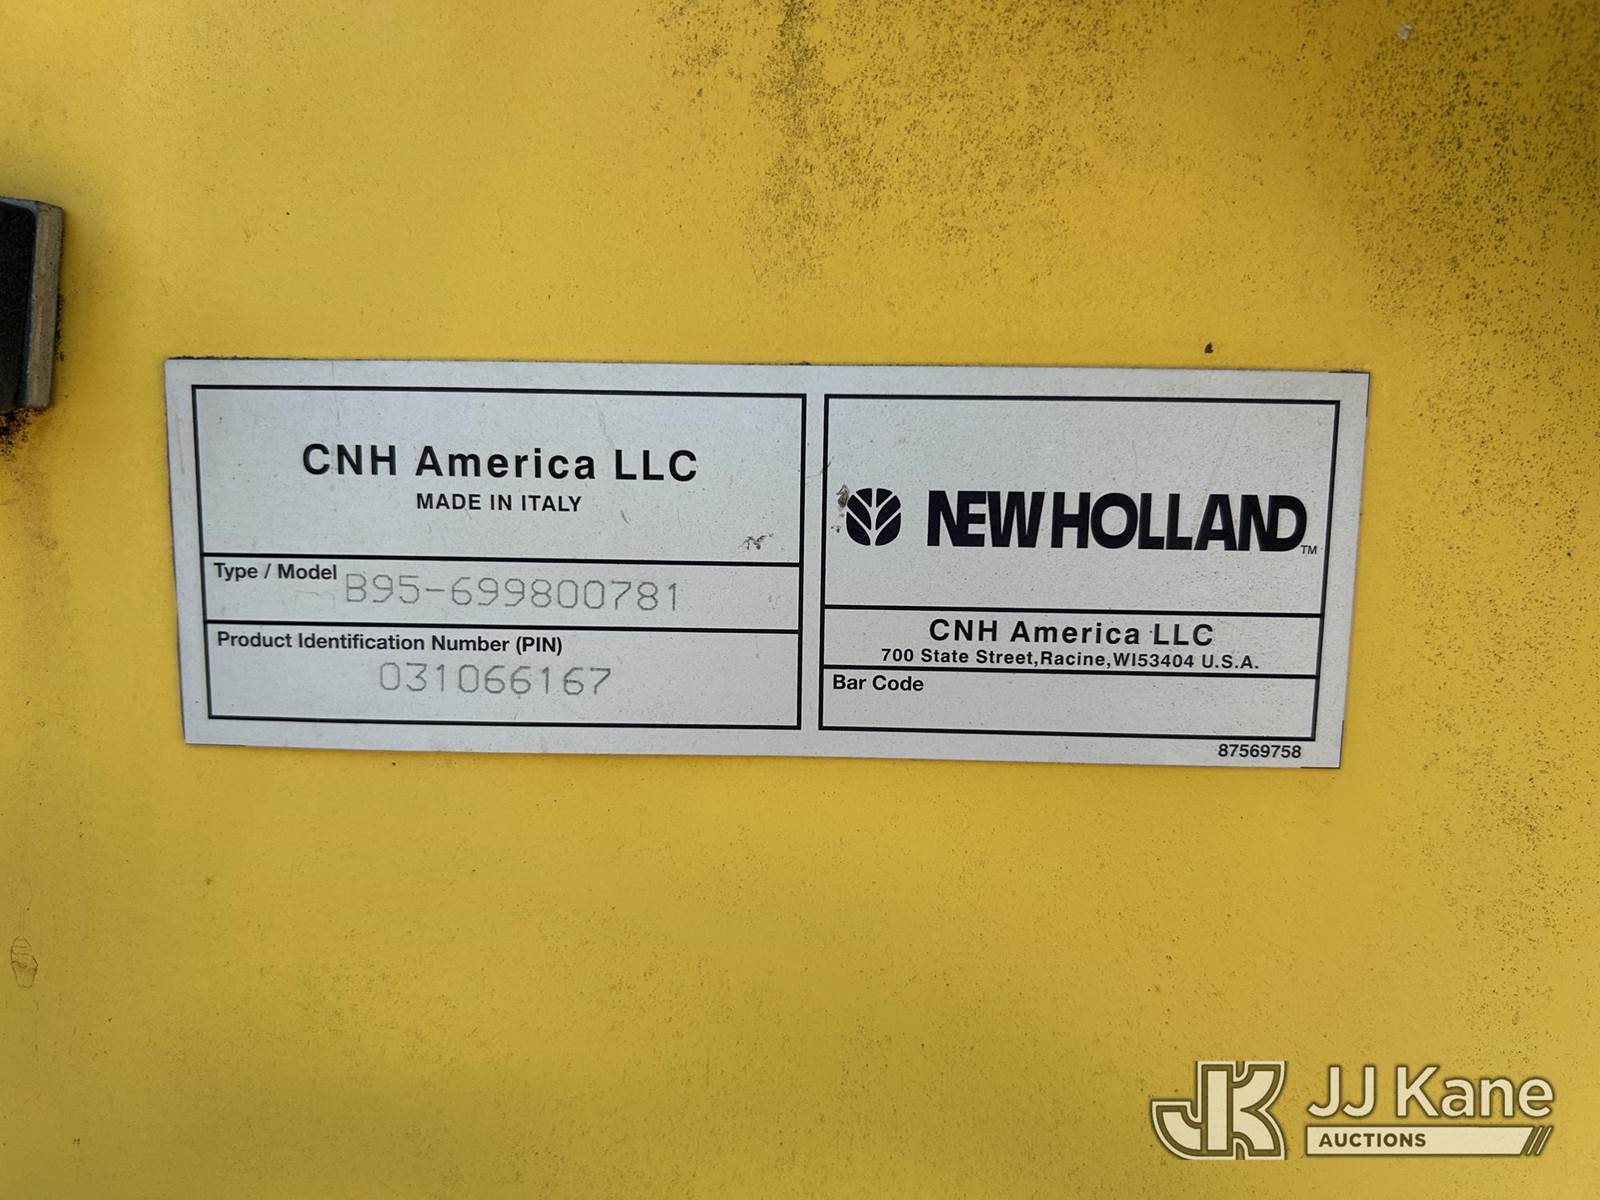 CNH America LLC
MADE IN ITALY
Type / Model B95-699800781
Product Identification Number (PIN)
031066167
NEW HOLLAND TM
CNH America LLC
700 State Street,Racine,WI53404 U.S.A.
Bar Code
87569758
JK JJ Kane
AUCTIONS